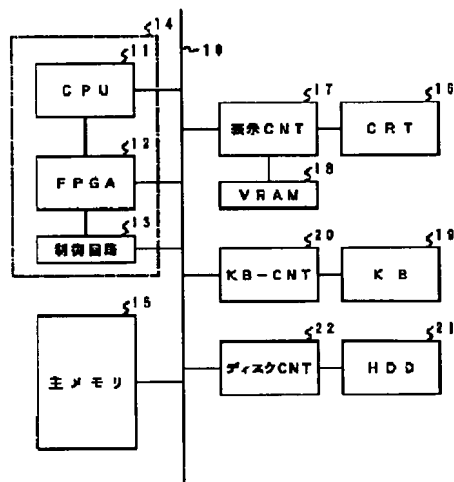 14
11
10
CPU
17
16
表示CNT
CRT
12
18
FPGA
VRAM
13
制御回路
20
19
KB-CNT
KB
15
22
21
主メモリ
ディスクCNT
HDD